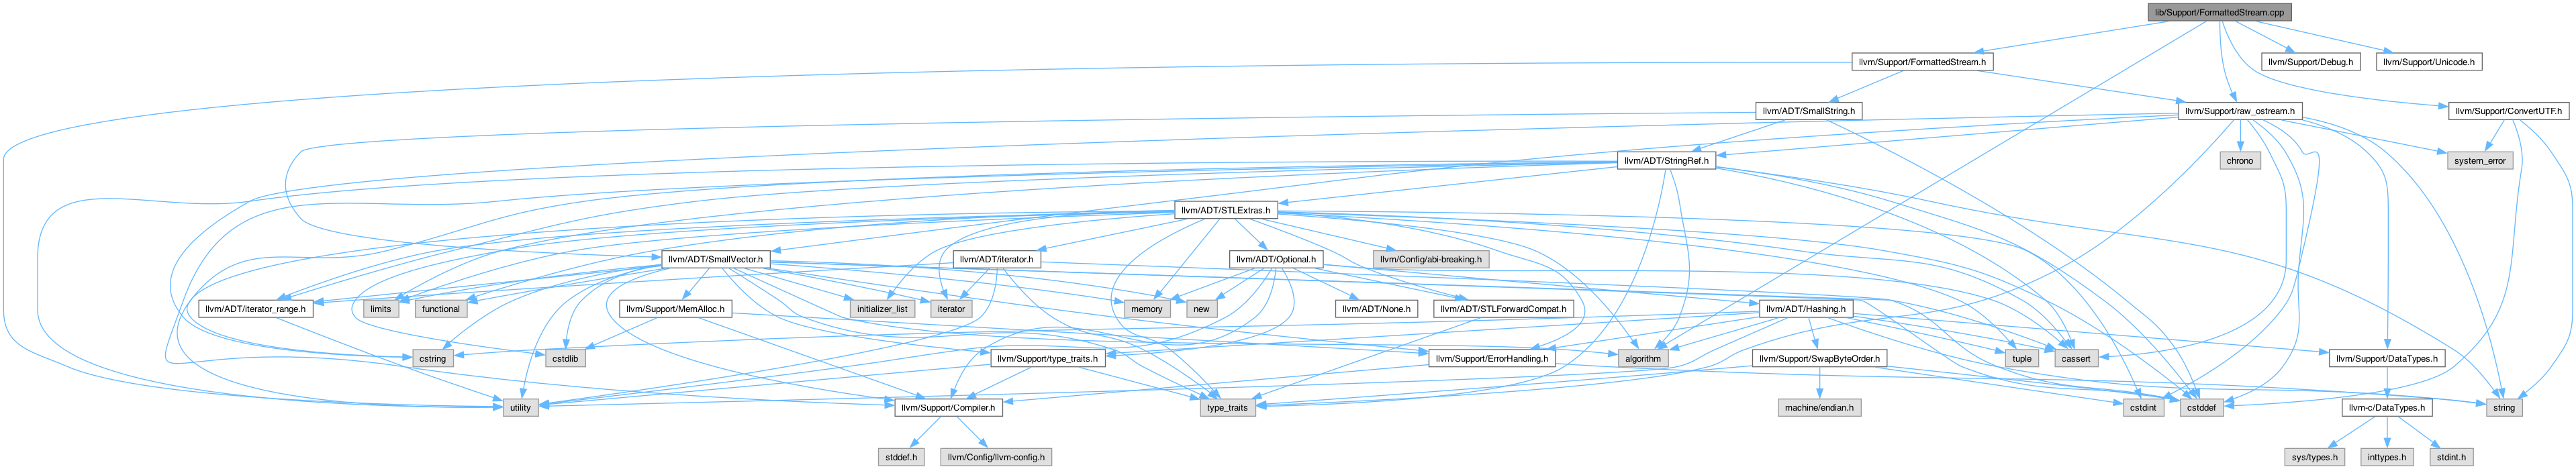 lib/Support/FormattedStream.cpp
llvm/Support/FormattedStream.h
llvm/Support/Debug.h
llvm/Support/Unicode.h
llvm/ADT/SmallString.h
llvm/Support/raw_ostream.h
llvm/Support/ConvertUTF.h
llvm/ADT/StringRef.h
chrono
system_error
llvm/ADT/STLExtras.h
llvm/ADT/SmallVector.h
llvm/ADT/iterator.h
llvm/ADT/Optional.h
llvm/Config/abi-breaking.h
llvm/ADT/iterator_range.h
limits
functional
llvm/Support/MemAlloc.h
initializer_list
iterator
memory
new
llvm/ADT/None.h
llvm/ADT/STLForwardCompat.h
llvm/ADT/Hashing.h
cstring
cstdlib
llvm/Support/type_traits.h
llvm/Support/ErrorHandling.h
algorithm
llvm/Support/SwapByteOrder.h
tuple
cassert
llvm/Support/DataTypes.h
utility
llvm/Support/Compiler.h
type_traits
machine/endian.h
cstdint
cstddef
llvm-c/DataTypes.h
string
stddef.h
llvm/Config/llvm-config.h
sys/types.h
inttypes.h
stdint.h